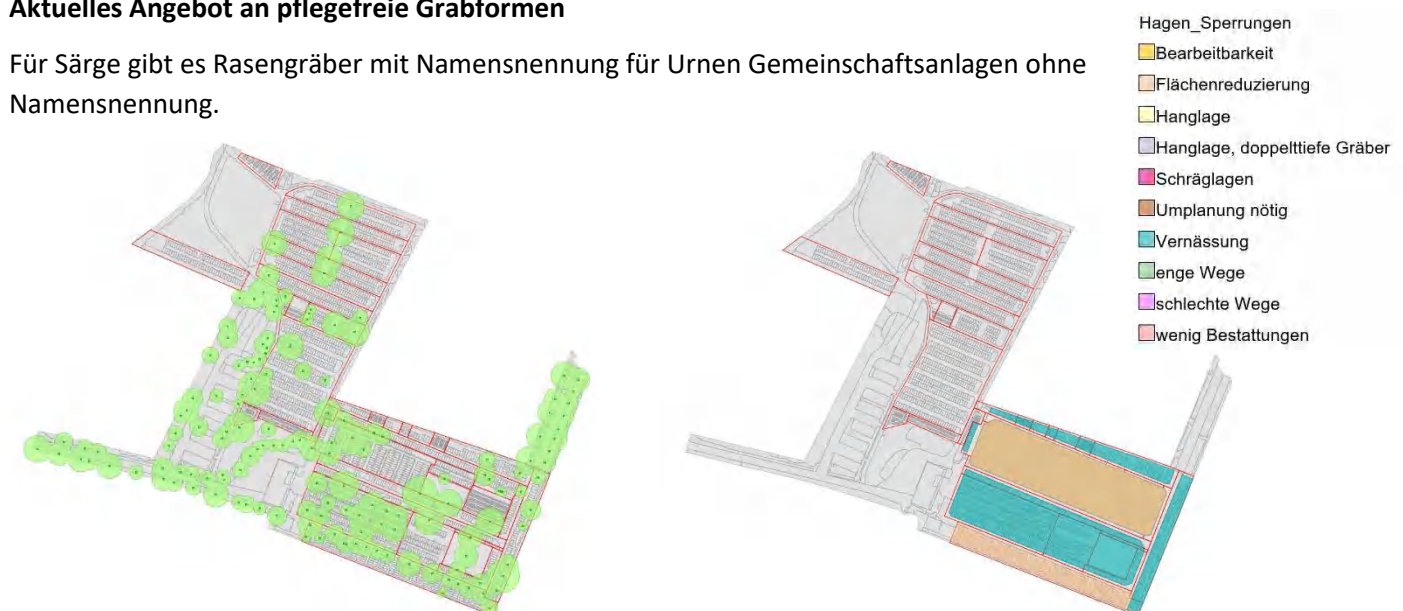 Aktuelles Angebot an pflegefreie Grabformen
Für Särge gibt es Rasengräber mit Namensnennung für Urnen Gemeinschaftsanlagen ohne
Namensnennung.
Hagen_Sperrungen
Bearbeitbarkeit
Flächenreduzierung
Hanglage
Hanglage, doppelttiefe Gräber
Schräglagen
Umplanung nötig
Vernässung
enge Wege
schlechte Wege
wenig Bestattungen